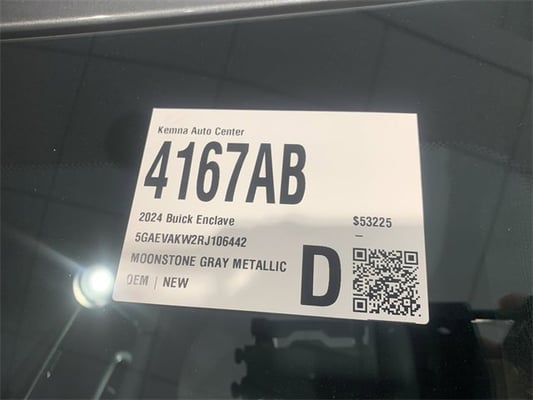 Kemna Auto Center
4167AB
2024 Buick Enclave $53225
5GAEVAKW2RJ106442 –
MOONSTONE GRAY METALLIC
OEM | NEW
D